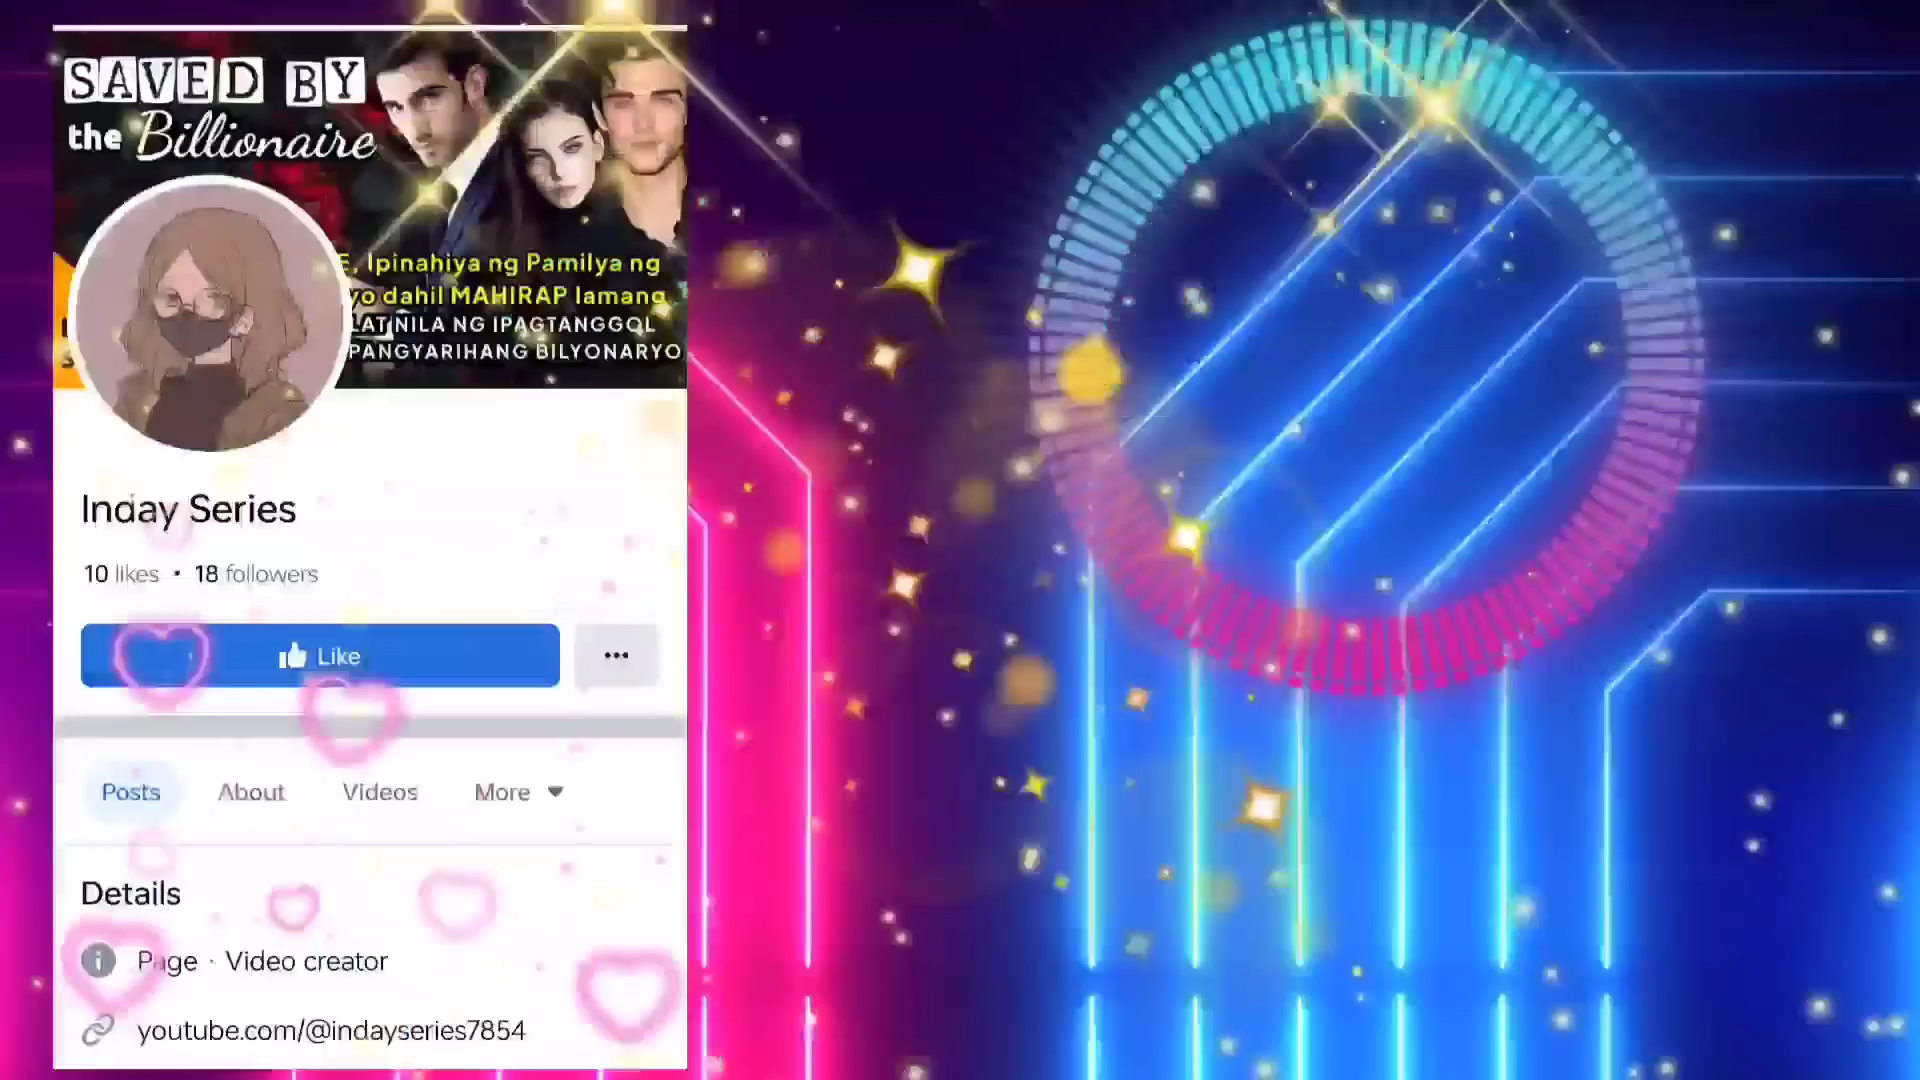 SAVED BY
the Billionaire
Ipinahiya ng Pamilya ng
dahil MAHIRAP lamang
NILA NG IPAGTANGGOL
PANGYARIHANG BILYONARYO
Inday Series
10 likes · 18 followers
Like
Posts About Videos More
Details
Page · Video creator
youtube.com/@indayseries7854